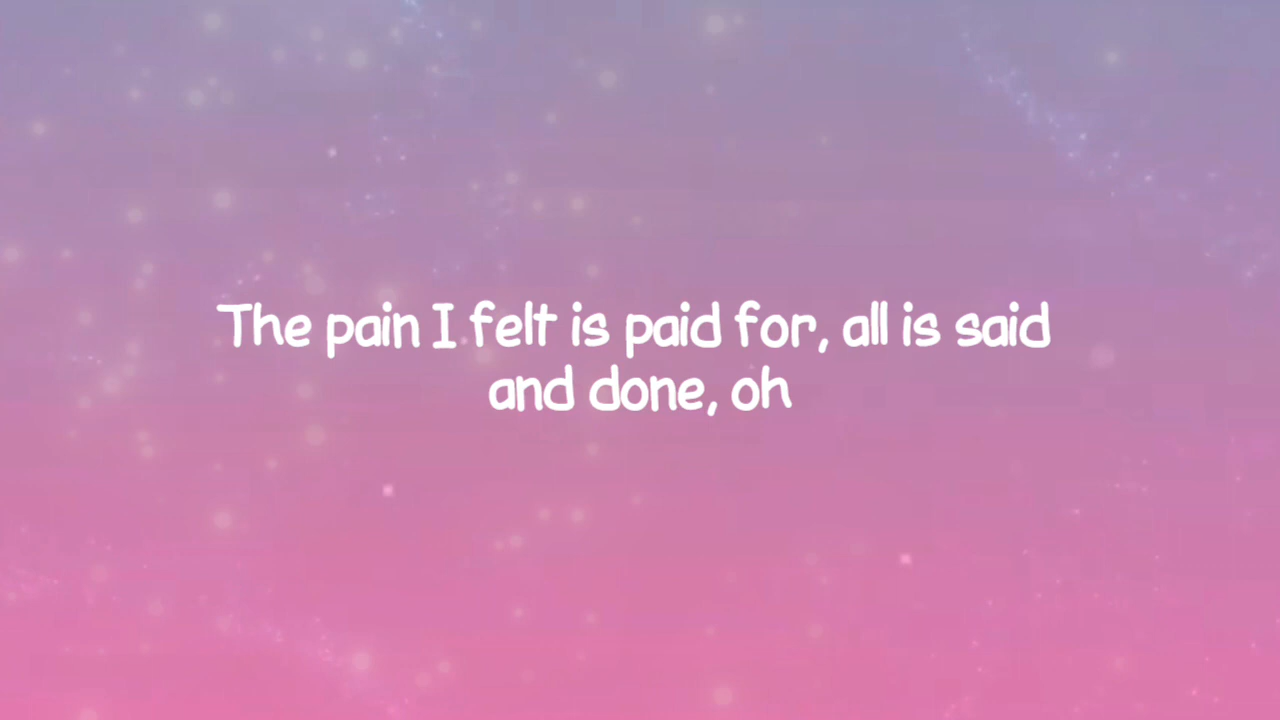 The pain I felt is paid for, all is said
and done, oh